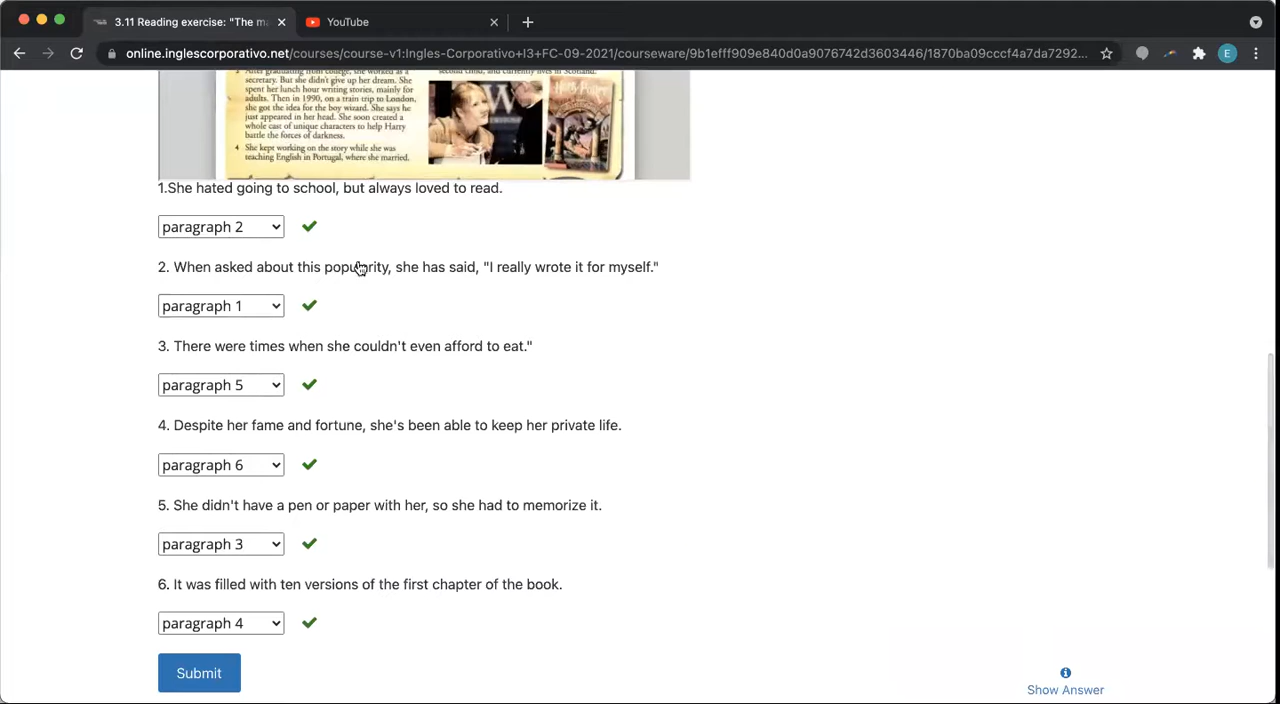 3.11 Reading exercise: "The ma
YouTube
online.inglescorporativo.net/courses/course-v1:Ingles-Corporativo+I3+FC-09-2021/courseware/9b1efff909e840d0a9076742d3603446/1870ba09cccf4a7da7292...
E
3 After graduating from college, she worked as a
secretary. But she didn't give up her dream. She
spent her lunch hour writing stories, mainly for
adults. Then in 1990, on a train trip to London,
she got the idea for the boy wizard. She says he
just appeared in her head. She soon created a
whole cast of unique characters to help Harry
battle the forces of darkness.
4 She kept working on the story while she was
teaching English in Portugal, where she married.
second child, and currently lives in Scotland.
1.She hated going to school, but always loved to read.
paragraph 2
2. When asked about this popularity, she has said, "I really wrote it for myself."
paragraph 1
3. There were times when she couldn't even afford to eat."
paragraph 5
4. Despite her fame and fortune, she's been able to keep her private life.
paragraph 6
5. She didn't have a pen or paper with her, so she had to memorize it.
paragraph 3
6. It was filled with ten versions of the first chapter of the book.
paragraph 4
Submit
Show Answer